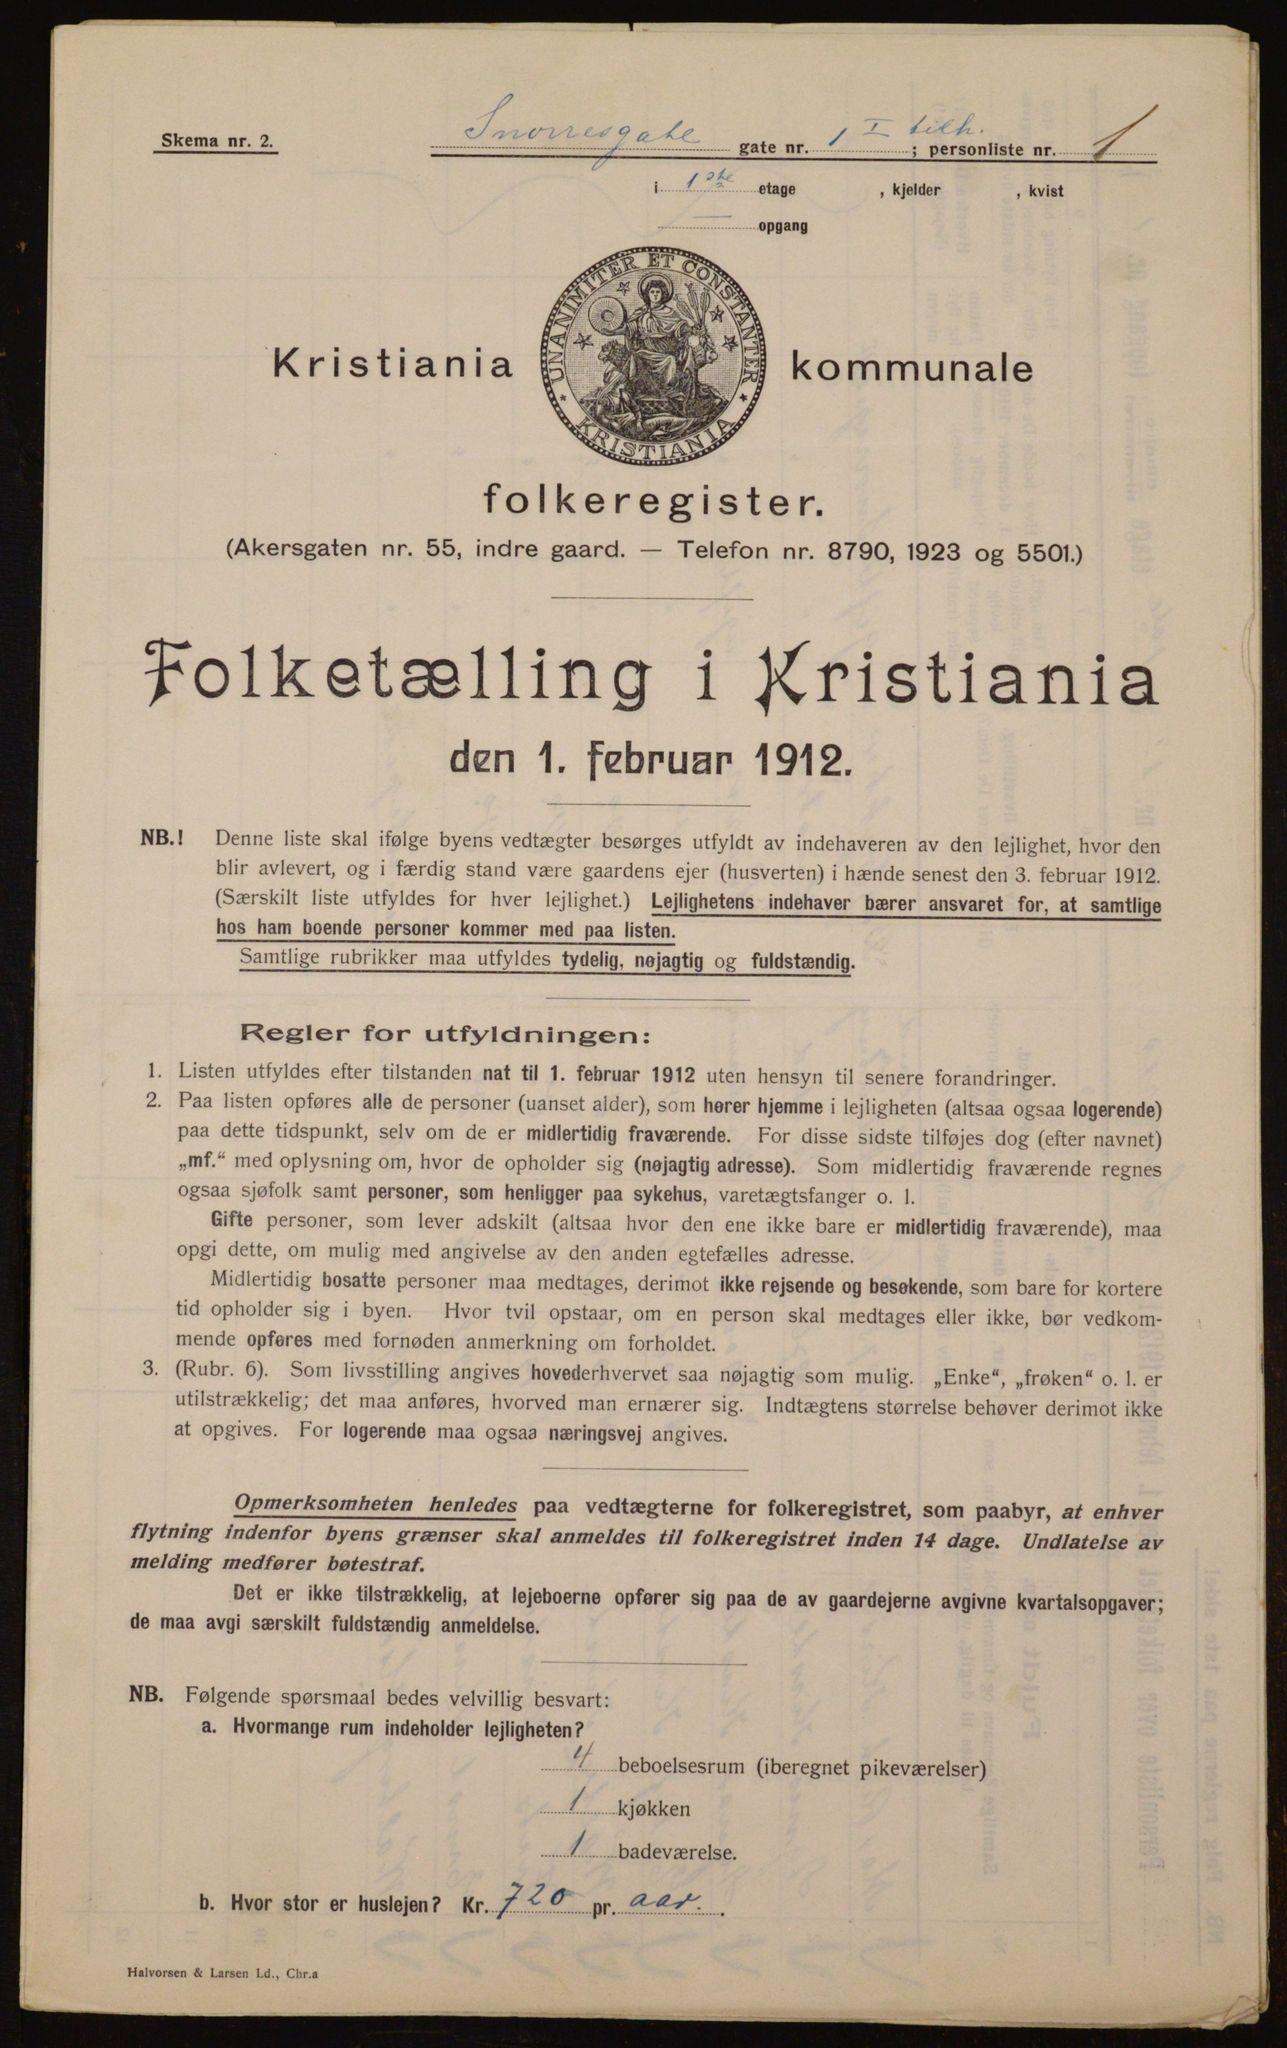 Skema nr. 2.
Snorresgate gate nr. 1 I tilh. ; personliste nr. 1
i 1ste etage , kjelder , kvist
— opgang
UNANIMITER ET CONSTANTER
KRISTIANIA
Kristiania kommunale
folkeregister.
(Akersgaten nr. 55, indre gaard. — Telefon nr. 8790, 1923 og 5501.)
Folketælling i Kristiania
den 1. februar 1912.
NB.! Denne liste skal ifølge byens vedtægter besørges utfyldt av indehaveren av den lejlighet, hvor den
blir avlevert, og i færdig stand være gaardens ejer (husverten) i hænde senest den 3. februar 1912.
(Særskilt liste utfyldes for hver lejlighet.) Lejlighetens indehaver bærer ansvaret for, at samtlige
hos ham boende personer kommer med paa listen.
Samtlige rubrikker maa utfyldes tydelig, nøjagtig og fuldstændig.
Regler for utfyldningen:
1. Listen utfyldes efter tilstanden nat til 1. februar 1912 uten hensyn til senere forandringer.
2. Paa listen opføres alle de personer (uanset alder), som hører hjemme i lejligheten (altsaa ogsaa logerende)
paa dette tidspunkt, selv om de er midlertidig fraværende. For disse sidste tilføjes dog (efter navnet)
„mf.“ med oplysning om, hvor de opholder sig (nøjagtig adresse). Som midlertidig fraværende regnes
ogsaa sjøfolk samt personer, som henligger paa sykehus, varetægtsfanger o. l.
Gifte personer, som lever adskilt (altsaa hvor den ene ikke bare er midlertidig fraværende), maa
opgi dette, om mulig med angivelse av den anden egtefælles adresse.
Midlertidig bosatte personer maa medtages, derimot ikke rejsende og besøkende, som bare for kortere
tid opholder sig i byen. Hvor tvil opstaar, om en person skal medtages eller ikke, bør vedkom-
mende opføres med fornøden anmerkning om forholdet.
3. (Rubr. 6). Som livsstilling angives hovederhvervet saa nøjagtig som mulig. „Enke“, „frøken“ o. l. er
utilstrækkelig; det maa anføres, hvorved man ernærer sig. Indtægtens størrelse behøver derimot ikke
at opgives. For logerende maa ogsaa næringsvej angives.
Opmerksomheten henledes paa vedtægterne for folkeregistret, som paabyr, at enhver
flytning indenfor byens grænser skal anmeldes til folkeregistret inden 14 dage. Undlatelse av
melding medfører bøtestraf.
Det er ikke tilstrækkelig, at lejeboerne opfører sig paa de av gaardejerne avgivne kvartalsopgaver;
de maa avgi særskilt fuldstændig anmeldelse.
NB. Følgende spørsmaal bedes velvillig besvart:
a. Hvormange rum indeholder lejligheten?
4 beboelsesrum (iberegnet pikeværelser)
1 kjøkken
1 badeværelse.
b. Hvor stor er huslejen? Kr. 720 pr. aar.
Halvorsen & Larsen Ld., Chr.a